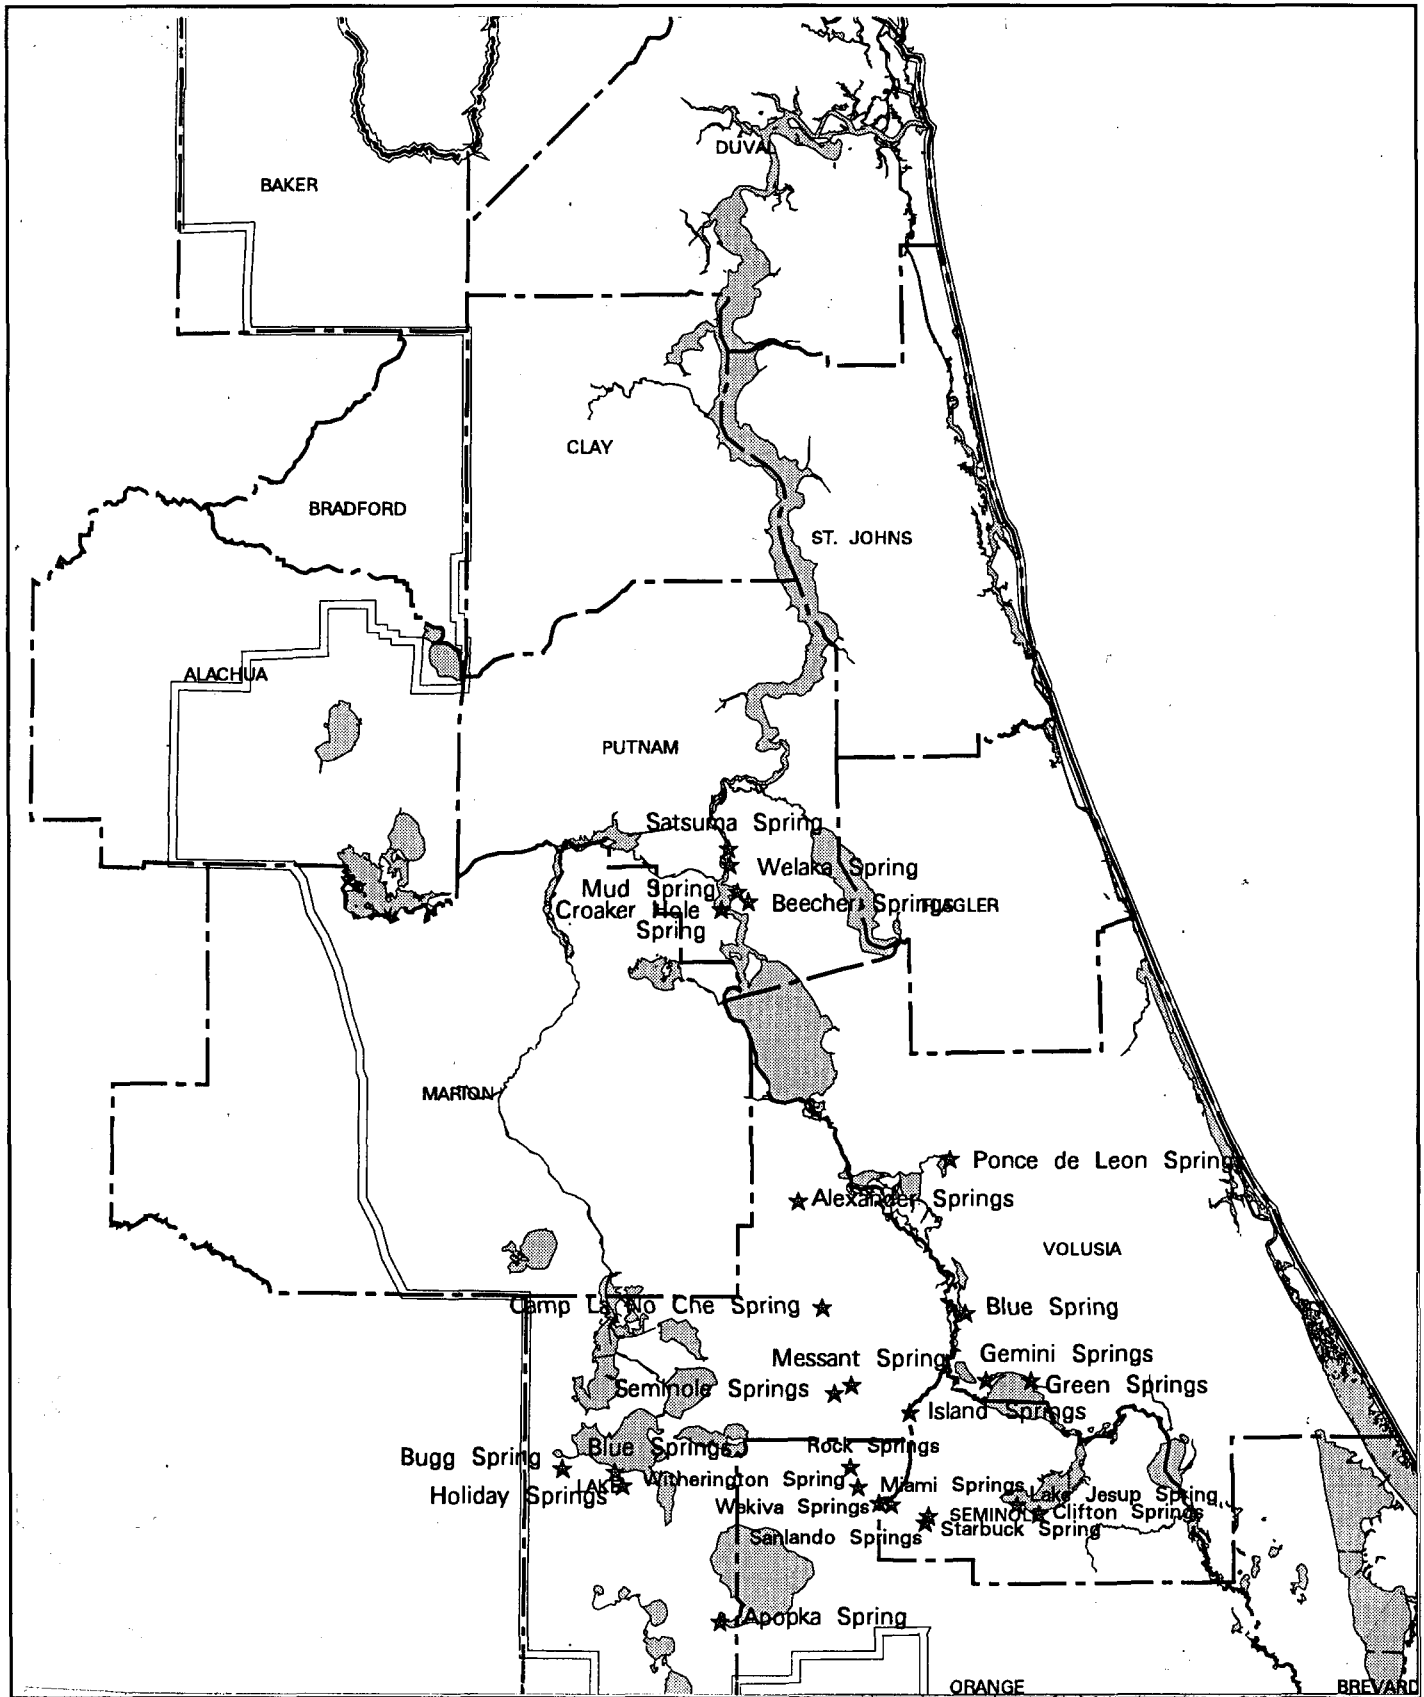 DUVAL
BAKER
CLAY
BRADFORD
ST. JOHNS
ALACHUA
PUTNAM
Satsuma Spring
Welaka Spring
Mud Spring
Beecher Springs
FLAGLER
Croaker Hole
Spring
MARION
Ponce de Leon Springs
Alexander Springs
VOLUSIA
Camp La No Che Spring
Blue Spring
Messant Spring
Gemini Springs
Seminole Springs
Green Springs
Island Springs
Rock Springs
Blue Springs
Bugg Spring
Witherington Spring
Miami Springs
LAKE
Holiday Springs
Lake Jesup Spring
Wekiva Springs
SEMINOLE
Clifton Springs
Sanlando Springs
Starbuck Spring
Apopka Spring
ORANGE
BREVARD